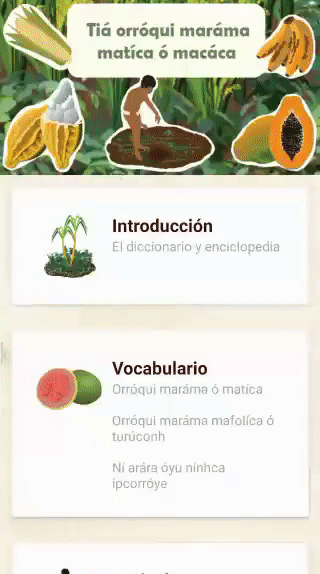 Tiá orróqui maráma
matíca ó macáca
Introducción
El diccionario y enciclopedia
Vocabulario
Orróqui maráma ó matíca
Orróqui maráma mafolíca ó
turúconh
Ni arára óyu nínhca
ipcorróye